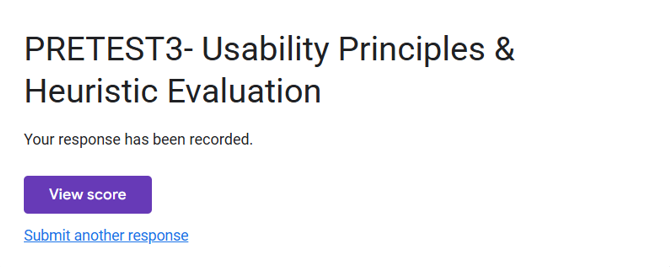 PRETEST3- Usability Principles &
Heuristic Evaluation
Your response has been recorded.
View score
Submit another response